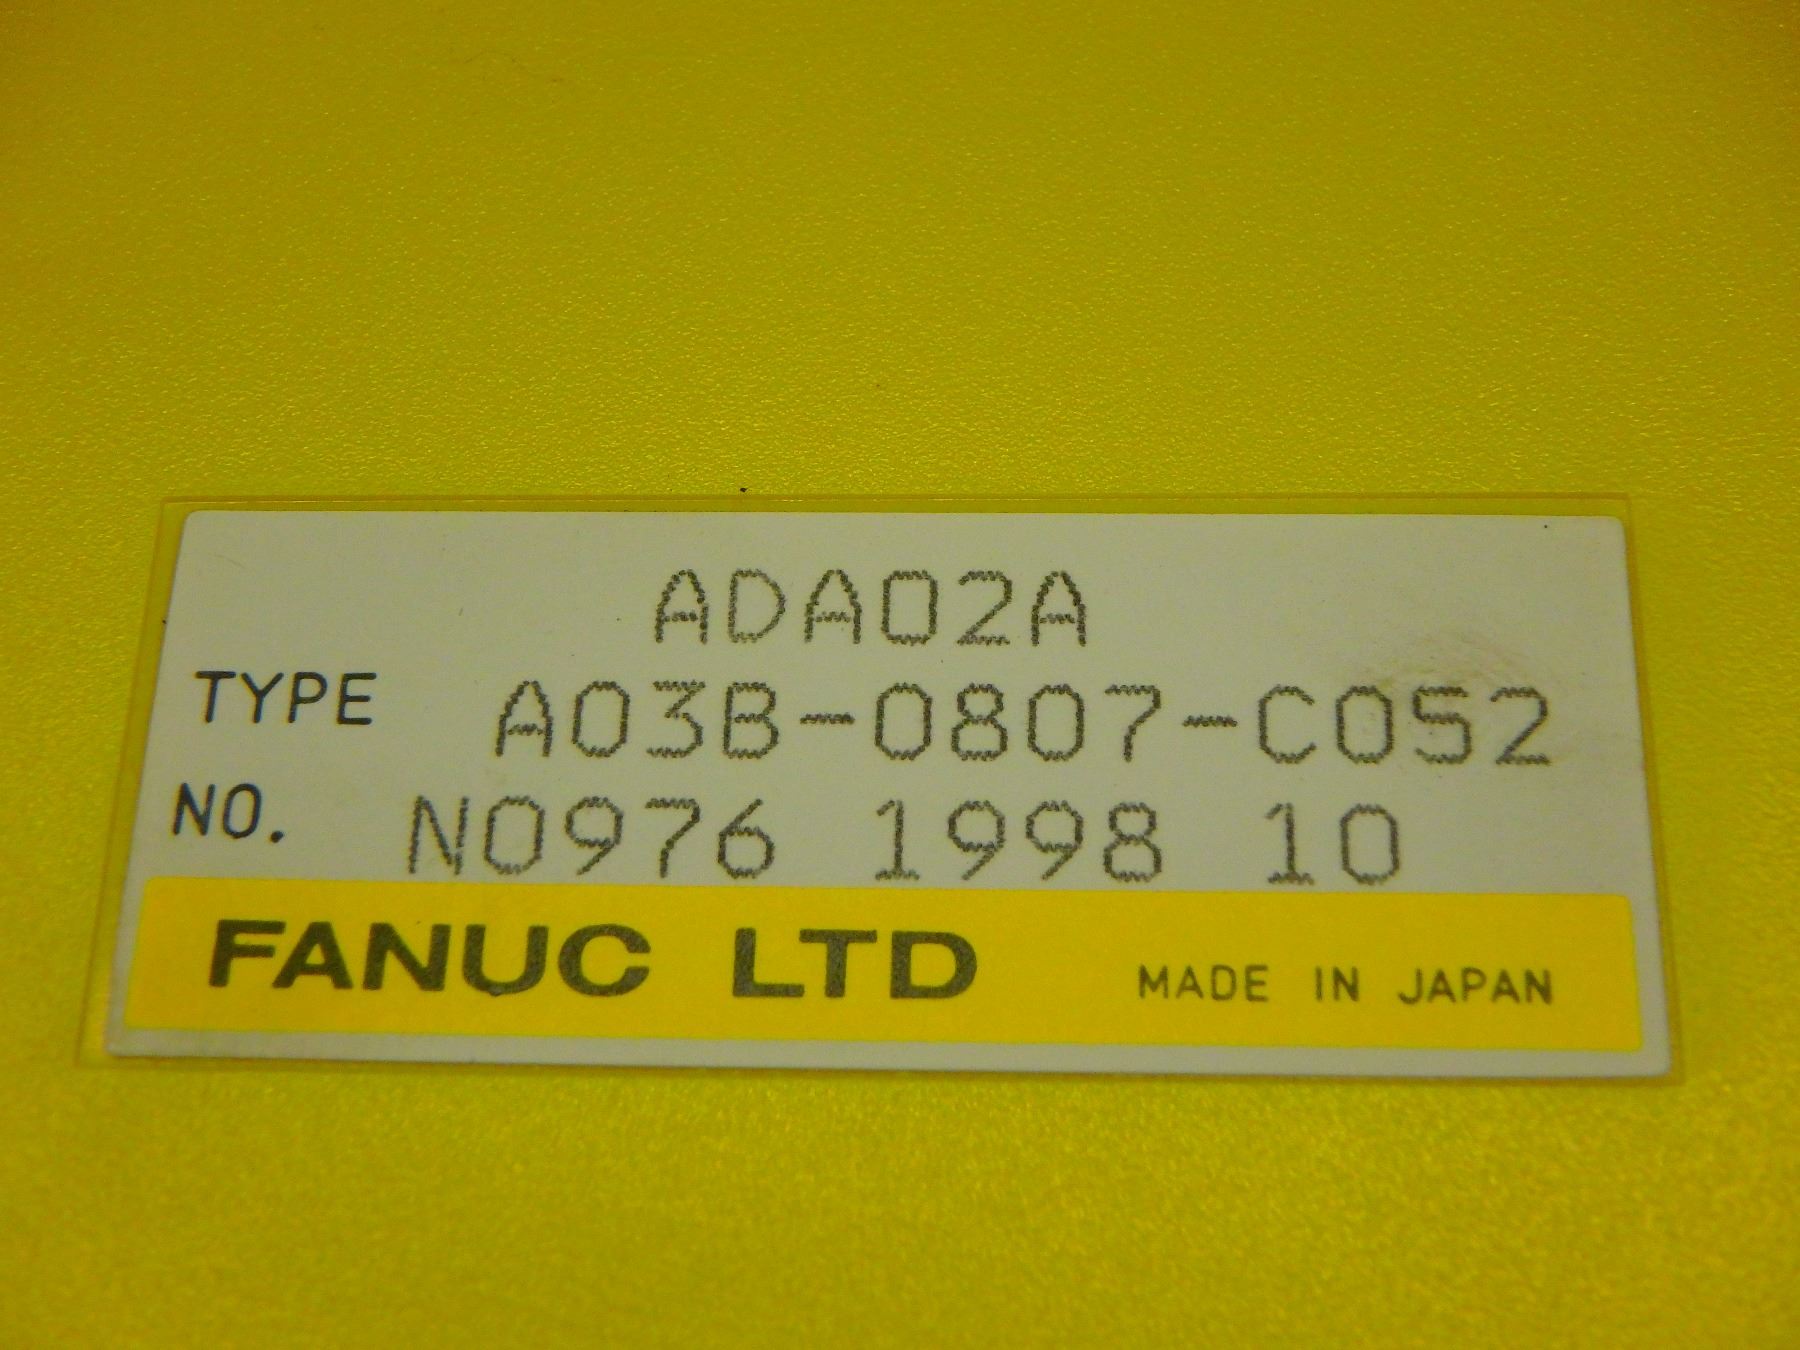 ADA02A
TYPE A03B-0807-C052
NO. N0976 1998 10
FANUC LTD MADE IN JAPAN